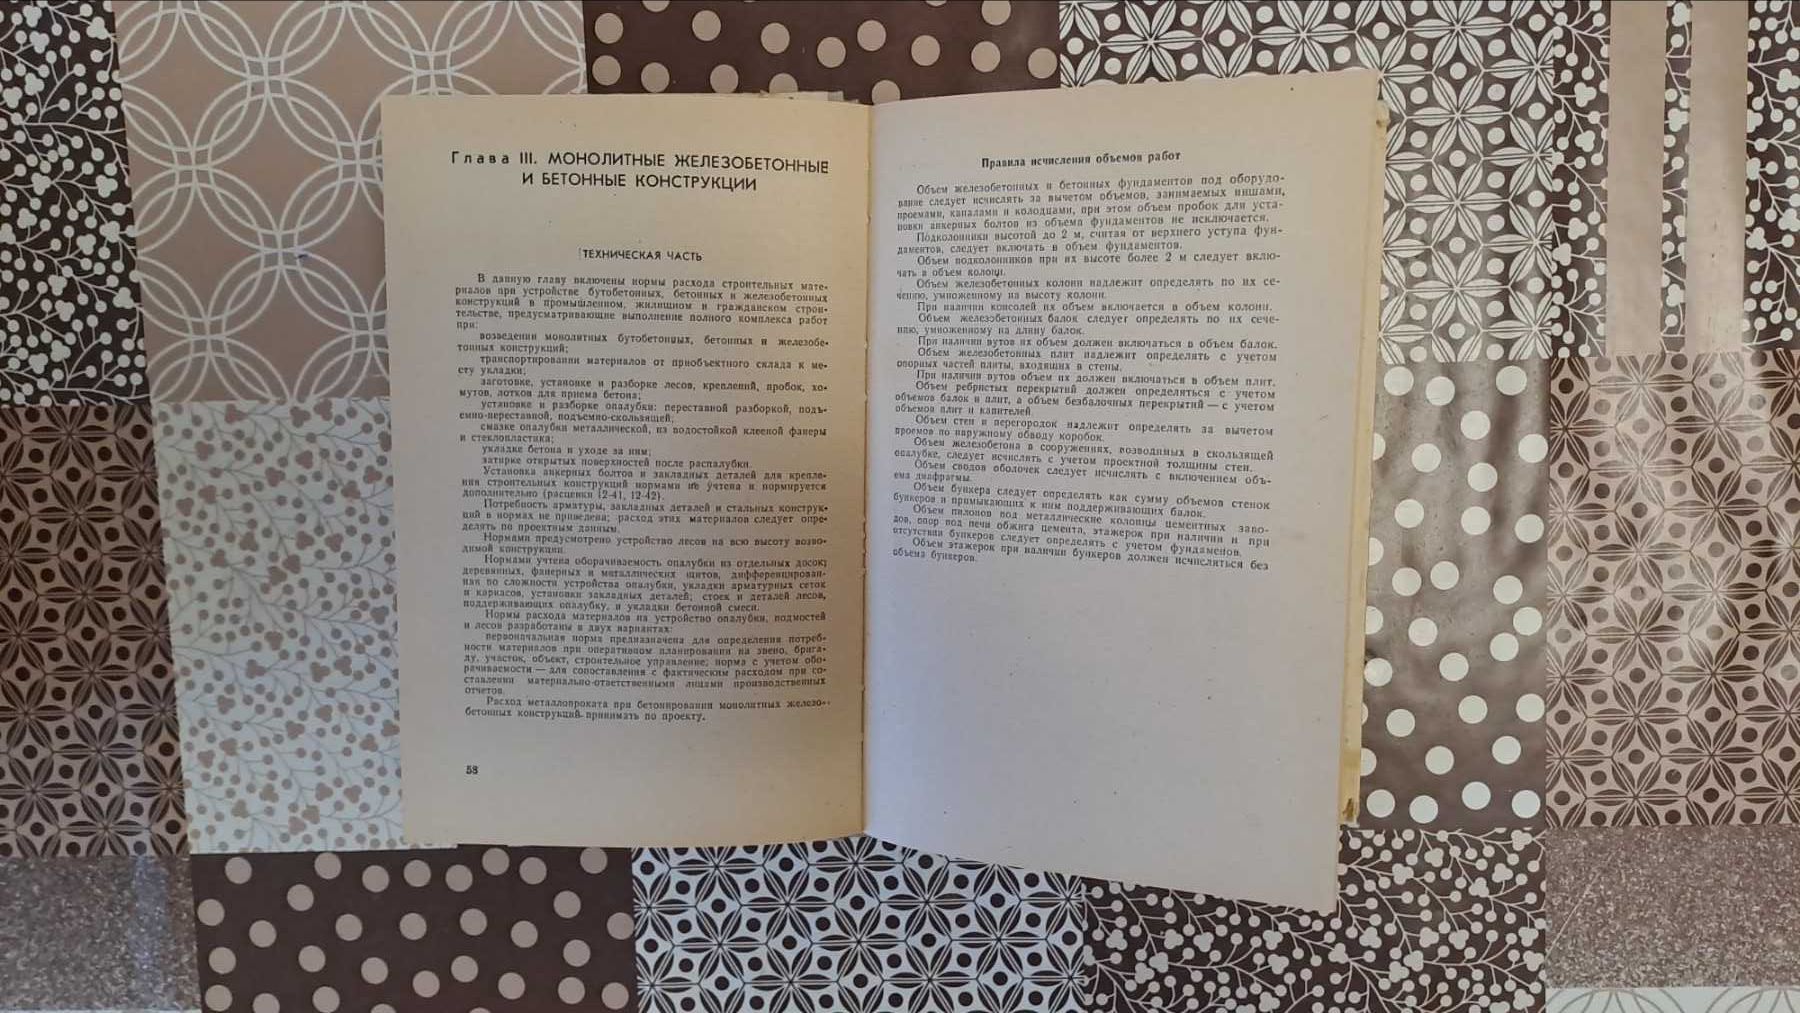 Глава III. МОНОЛИТНЫЕ ЖЕЛЕЗОБЕТОННЫЕ
И БЕТОННЫЕ КОНСТРУКЦИИ
ТЕХНИЧЕСКАЯ ЧАСТЬ
В данную главу включены нормы расхода строительных мате-
риалов при устройстве бутобетонных, бетонных и железобетонных
конструкций в промышленном, жилищном и гражданском строи-
тельстве, предусматривающие выполнение полного комплекса работ
при:
возведении монолитных бутобетонных, бетонных и железобе-
тонных конструкций;
транспортировании материалов от приобъектного склада к ме-
сту укладки;
заготовке, установке и разборке лесов, креплений, пробок, хо-
мутов, лотков для приема бетона;
установке и разборке опалубки: переставной разборкой, подъ-
емно-переставной, подъемно-скользящей;
смазке опалубки металлической, из водостойкой клееной фанеры
и стеклопластика;
укладке бетона и уходе за ним;
затирке открытых поверхностей после распалубки.
Установка анкерных болтов и закладных деталей для крепле-
ния строительных конструкций нормами не учтена и нормируется
дополнительно (расценки 12-41, 12-42).
Потребность арматуры, закладных деталей и стальных конструк-
ций в нормах не приведена; расход этих материалов следует опре-
делять по проектным данным.
Нормами предусмотрено устройство лесов на всю высоту возво-
димой конструкции.
Нормами учтена оборачиваемость опалубки из отдельных досок;
деревянных, фанерных и металлических щитов, дифференцирован-
ная по сложности устройства опалубки, укладки арматурных сеток
и каркасов, установки закладных деталей; стоек и деталей лесов,
поддерживающих опалубку, и укладки бетонной смеси.
Нормы расхода материалов на устройство опалубки, подмостей
и лесов разработаны в двух вариантах:
первоначальная норма предназначена для определения потреб-
ности материалов при оперативном планировании на звено, брига-
ду, участок, объект, строительное управление; норма с учетом обо-
рачиваемости — для сопоставления с фактическим расходом при со-
ставлении материально-ответственными лицами производственных
отчетов.
Расход металлопроката при бетонировании монолитных железо-
бетонных конструкций принимать по проекту.
58
Правила исчисления объемов работ
Объем железобетонных и бетонных фундаментов под оборудо-
вание следует исчислять за вычетом объемов, занимаемых нишами,
проемами, каналами и колодцами, при этом объем пробок для уста-
новки анкерных болтов из объема фундаментов не исключается.
Подколонники высотой до 2 м, считая от верхнего уступа фун-
даментов, следует включать в объем фундаментов.
Объем подколонников при их высоте более 2 м следует вклю-
чать в объем колонн.
Объем железобетонных колонн надлежит определять по их се-
чению, умноженному на высоту колонн.
При наличии консолей их объем включается в объем колонн.
Объем железобетонных балок следует определять по их сече-
нию, умноженному на длину балок.
При наличии вутов их объем должен включаться в объем балок.
Объем железобетонных плит надлежит определять с учетом
опорных частей плиты, входящих в стены.
При наличии вутов объем их должен включаться в объем плит.
Объем ребристых перекрытий должен определяться с учетом
объемов балок и плит, а объем безбалочных перекрытий — с учетом
объемов плит и капителей.
Объем стен и перегородок надлежит определять за вычетом
проемов по наружному обводу коробок.
Объем железобетона в сооружениях, возводимых в скользящей
опалубке, следует исчислять с учетом проектной толщины стен.
Объем сводов оболочек следует исчислять с включением объ-
ема диафрагмы.
Объем бункера следует определять как сумму объемов стенок
бункеров и примыкающих к ним поддерживающих балок.
Объем пилонов под металлические колонны цементных заво-
дов, опор под печи обжига цемента, этажерок при наличии и при
отсутствии бункеров следует определять с учетом фундаментов.
Объем этажерок при наличии бункеров должен исчисляться без
объема бункеров.